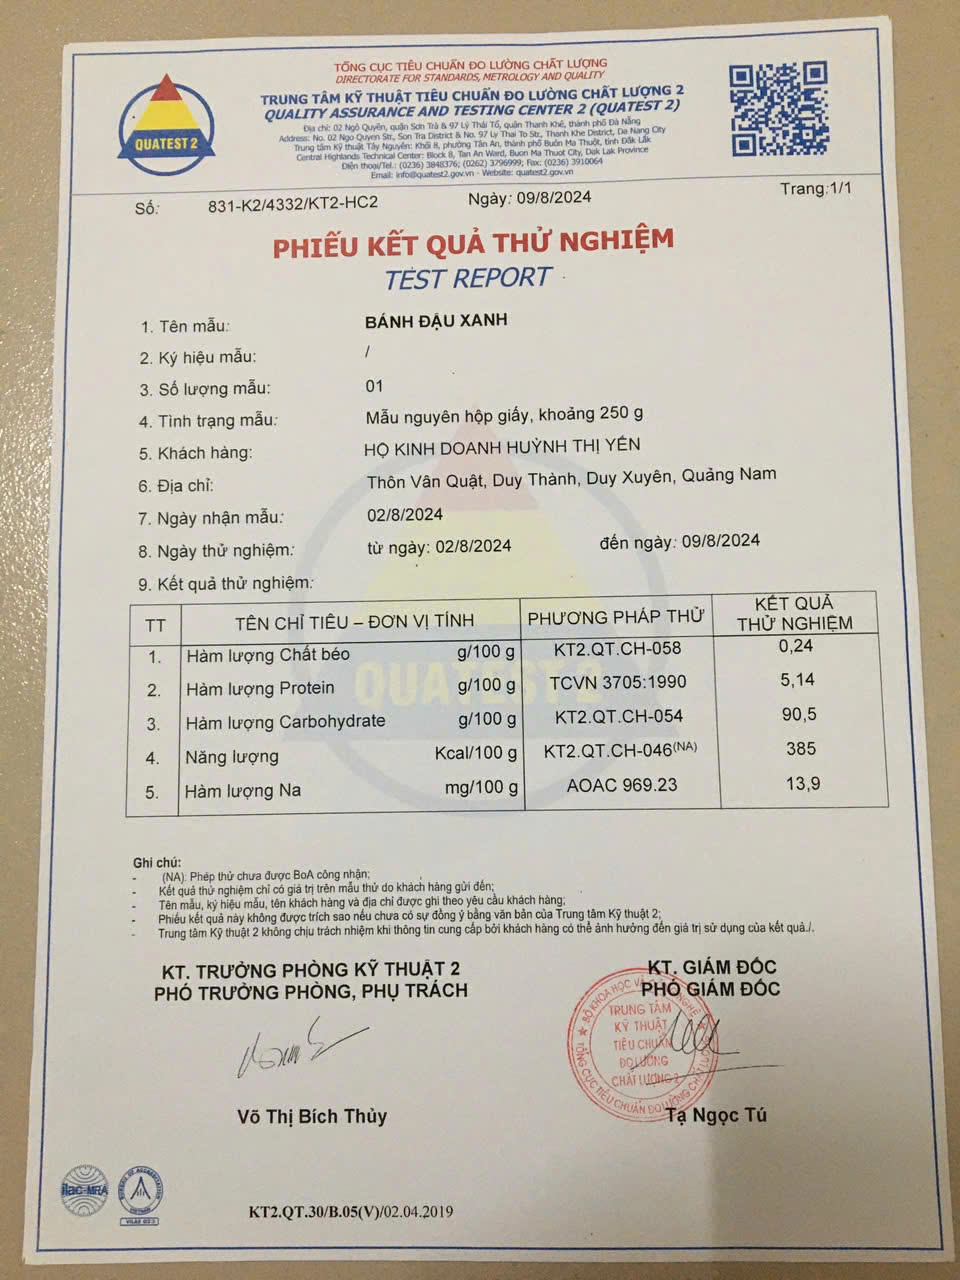 TỔNG CỤC TIÊU CHUẨN ĐO LƯỜNG CHẤT LƯỢNG
DIRECTORATE FOR STANDARDS, METROLOGY AND QUALITY
TRUNG TÂM KỸ THUẬT TIÊU CHUẨN ĐO LƯỜNG CHẤT LƯỢNG 2
QUALITY ASSURANCE AND TESTING CENTER 2 (QUATEST 2)
Địa chỉ: 02 Ngô Quyền, quận Sơn Trà & 97 Lý Thái Tổ, quận Thanh Khê, thành phố Đà Nẵng
Address: No. 02 Ngo Quyen Str., Son Tra District & No. 97 Ly Thai To Str., Thanh Khe District, Da Nang City
Trung tâm Kỹ thuật Tây Nguyên: Khối 8, phường Tân An, thành phố Buôn Ma Thuột, tỉnh Đắk Lắk
Central Highlands Technical Center: Block 8, Tan An Ward, Buon Ma Thuot City, Dak Lak Province
Điện thoại/Tel.: (0236) 3848376; (0262) 3796999; Fax: (0236) 3910064
Email: info@quatest2.gov.vn - Website: quatest2.gov.vn
QUATEST 2
Số: 831-K2/4332/KT2-HC2 Ngày: 09/8/2024 Trang:1/1
PHIẾU KẾT QUẢ THỬ NGHIỆM
TEST REPORT
1. Tên mẫu: BÁNH ĐẬU XANH
2. Ký hiệu mẫu: /
3. Số lượng mẫu: 01
4. Tình trạng mẫu: Mẫu nguyên hộp giấy, khoảng 250 g
5. Khách hàng: HỘ KINH DOANH HUỲNH THỊ YẾN
6. Địa chỉ: Thôn Vân Quật, Duy Thành, Duy Xuyên, Quảng Nam
7. Ngày nhận mẫu: 02/8/2024
8. Ngày thử nghiệm: từ ngày: 02/8/2024 đến ngày: 09/8/2024
9. Kết quả thử nghiệm:
TT TÊN CHỈ TIÊU – ĐƠN VỊ TÍNH PHƯƠNG PHÁP THỬ KẾT QUẢ THỬ NGHIỆM
1. Hàm lượng Chất béo g/100 g KT2.QT.CH-058 0,24
2. Hàm lượng Protein g/100 g TCVN 3705:1990 5,14
3. Hàm lượng Carbohydrate g/100 g KT2.QT.CH-054 90,5
4. Năng lượng Kcal/100 g KT2.QT.CH-046(NA) 385
5. Hàm lượng Na mg/100 g AOAC 969.23 13,9
QUATEST 2
Ghi chú:
- (NA): Phép thử chưa được BoA công nhận;
- Kết quả thử nghiệm chỉ có giá trị trên mẫu thử do khách hàng gửi đến;
- Tên mẫu, ký hiệu mẫu, tên khách hàng và địa chỉ được ghi theo yêu cầu khách hàng;
- Phiếu kết quả này không được trích sao nếu chưa có sự đồng ý bằng văn bản của Trung tâm Kỹ thuật 2;
- Trung tâm Kỹ thuật 2 không chịu trách nhiệm khi thông tin cung cấp bởi khách hàng có thể ảnh hưởng đến giá trị sử dụng của kết quả./.
KT. TRƯỞNG PHÒNG KỸ THUẬT 2
PHÓ TRƯỞNG PHÒNG, PHỤ TRÁCH
KT. GIÁM ĐỐC
PHÓ GIÁM ĐỐC
BỘ KHOA HỌC VÀ CÔNG NGHỆ
TRUNG TÂM
KỸ THUẬT
TIÊU CHUẨN
ĐO LƯỜNG
CHẤT LƯỢNG 2
TỔNG CỤC TIÊU CHUẨN ĐO LƯỜNG CHẤT LƯỢNG
Võ Thị Bích Thủy
Tạ Ngọc Tú
ilac-MRA
BUREAU OF ACCREDITATION
VIETNAM
KT2.QT.30/B.05(V)/02.04.2019